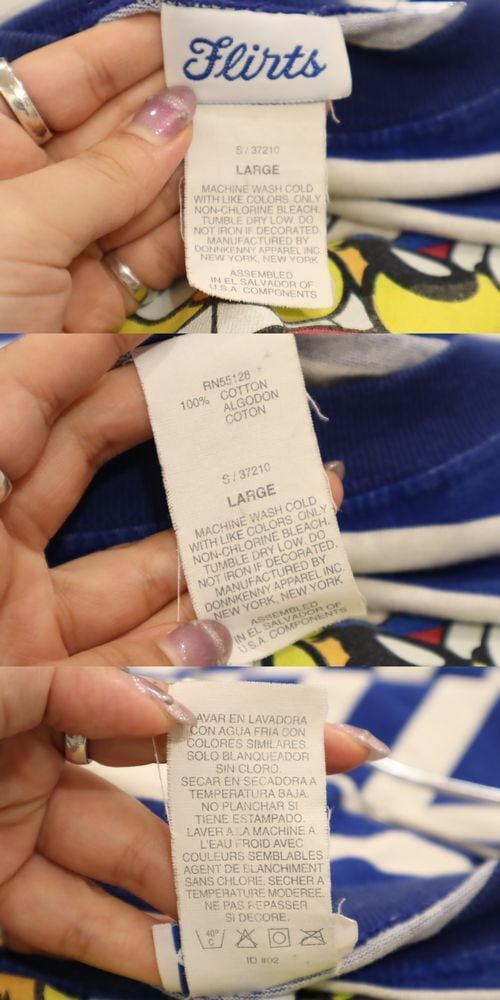 Flirts
S / 37210
LARGE
MACHINE WASH COLD
WITH LIKE COLORS. ONLY
NON-CHLORINE BLEACH.
TUMBLE DRY LOW. DO
NOT IRON IF DECORATED.
MANUFACTURED BY
DONNKENNY APPAREL INC.
NEW YORK, NEW YORK
ASSEMBLED
IN EL SALVADOR OF
U.S.A. COMPONENTS
RN55128
100% COTTON
ALGODON
COTON
S / 37210
LARGE
MACHINE WASH COLD
WITH LIKE COLORS. ONLY
NON-CHLORINE BLEACH.
TUMBLE DRY LOW. DO
NOT IRON IF DECORATED.
MANUFACTURED BY
DONNKENNY APPAREL INC.
NEW YORK, NEW YORK
ASSEMBLED
IN EL SALVADOR OF
U.S.A. COMPONENTS
LAVAR EN LAVADORA
CON AGUA FRIA CON
COLORES SIMILARES.
SOLO BLANQUEADOR
SIN CLORO.
SECAR EN SECADORA A
TEMPERATURA BAJA.
NO PLANCHAR SI
TIENE ESTAMPADO.
LAVER A LA MACHINE A
L'EAU FROID AVEC
COULEURS SEMBLABLES
AGENT DE BLANCHIMENT
SANS CHLORE. SECHER A
TEMPERATURE MODEREE.
NE PAS REPASSER
SI DECORE.
40°
C
ID #02